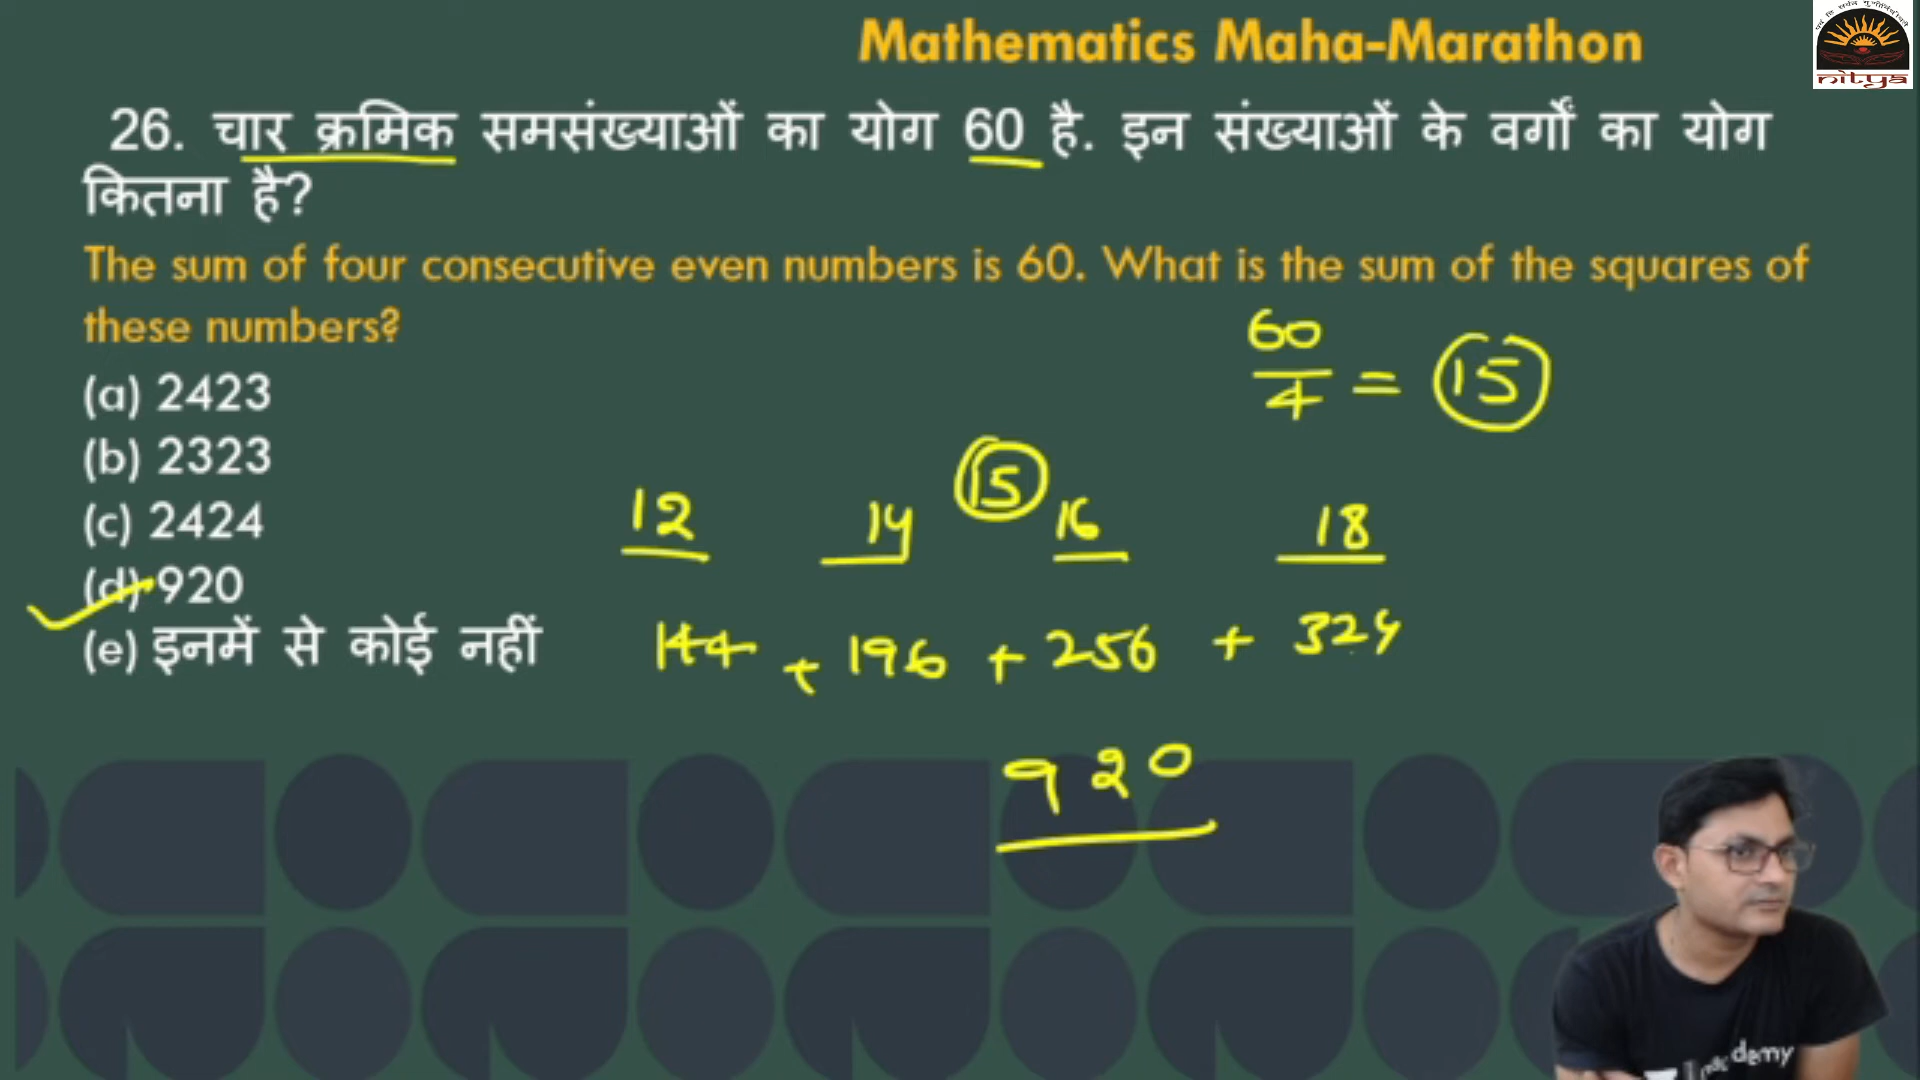 Mathematics Maha-Marathon
nitya
26. चार क्रमिक समसंख्याओं का योग 60 है. इन संख्याओं के वर्गों का योग
कितना है?
The sum of four consecutive even numbers is 60. What is the sum of the squares of
these numbers?
60
4 = 15
(a) 2423
(b) 2323
(c) 2424
(d) 920
(e) इनमें से कोई नहीं
15
12 14 16 18
144 + 196 + 256 + 324
920
demy